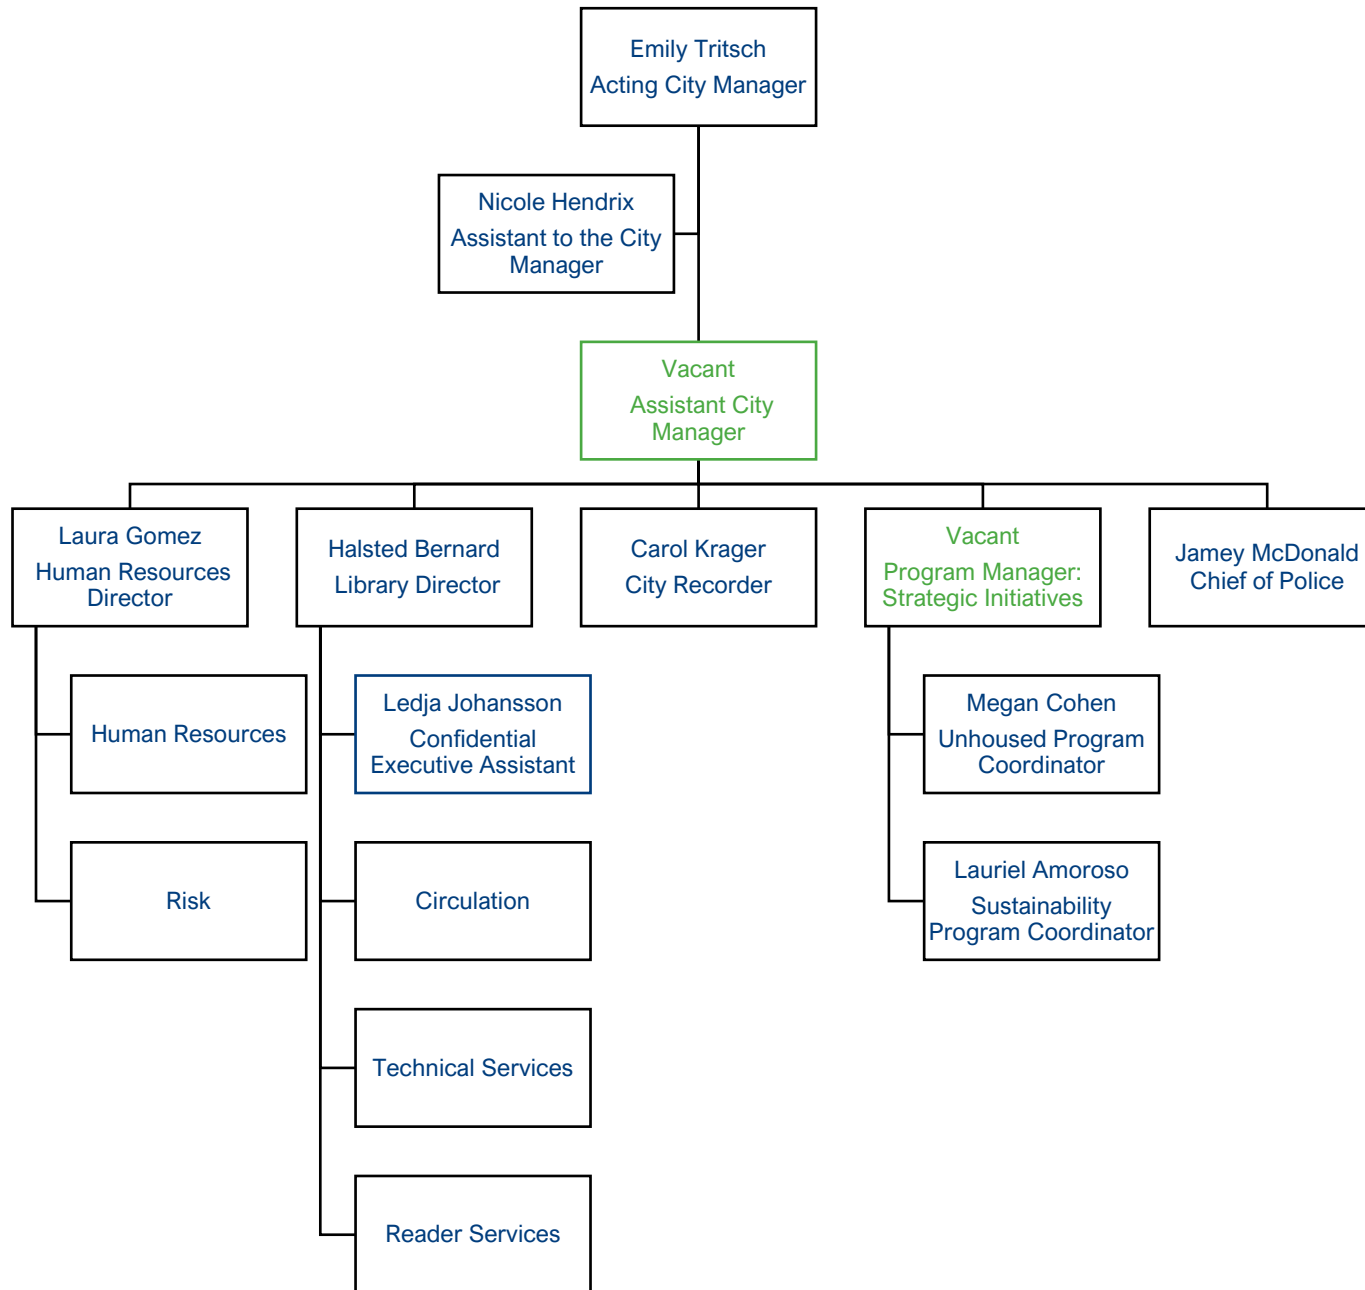 Emily Tritsch
Acting City Manager
Nicole Hendrix
Assistant to the City
Manager
Vacant
Assistant City
Manager
Laura Gomez
Human Resources
Director
Halsted Bernard
Library Director
Carol Krager
City Recorder
Vacant
Program Manager:
Strategic Initiatives
Jamey McDonald
Chief of Police
Human Resources
Risk
Ledja Johansson
Confidential
Executive Assistant
Circulation
Technical Services
Reader Services
Megan Cohen
Unhoused Program
Coordinator
Lauriel Amoroso
Sustainability
Program Coordinator